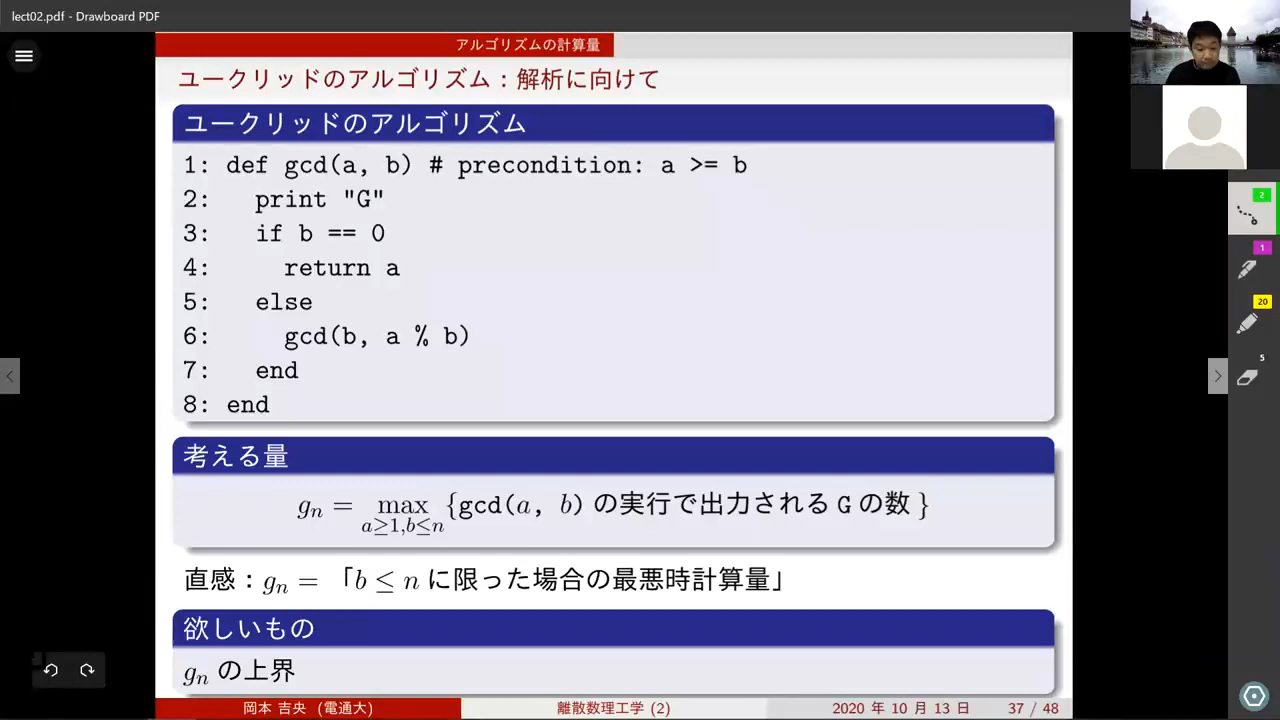 lect02.pdf - Drawboard PDF
アルゴリズムの計算量
ユークリッドのアルゴリズム:解析に向けて
ユークリッドのアルゴリズム
1: def gcd(a, b) # precondition: a >= b
2: print "G"
3: if b == 0
4: return a
5: else
6: gcd(b, a % b)
7: end
8: end
考える量
gₙ = max {gcd(a, b) の実行で出力される G の数 }
a≥1,b≤n
直感:gₙ = 「b ≤ n に限った場合の最悪時計算量」
欲しいもの
gₙ の上界
岡本 吉央 (電通大) 離散数理工学 (2) 2020 年 10 月 13 日 37 / 48
2
1
20
5